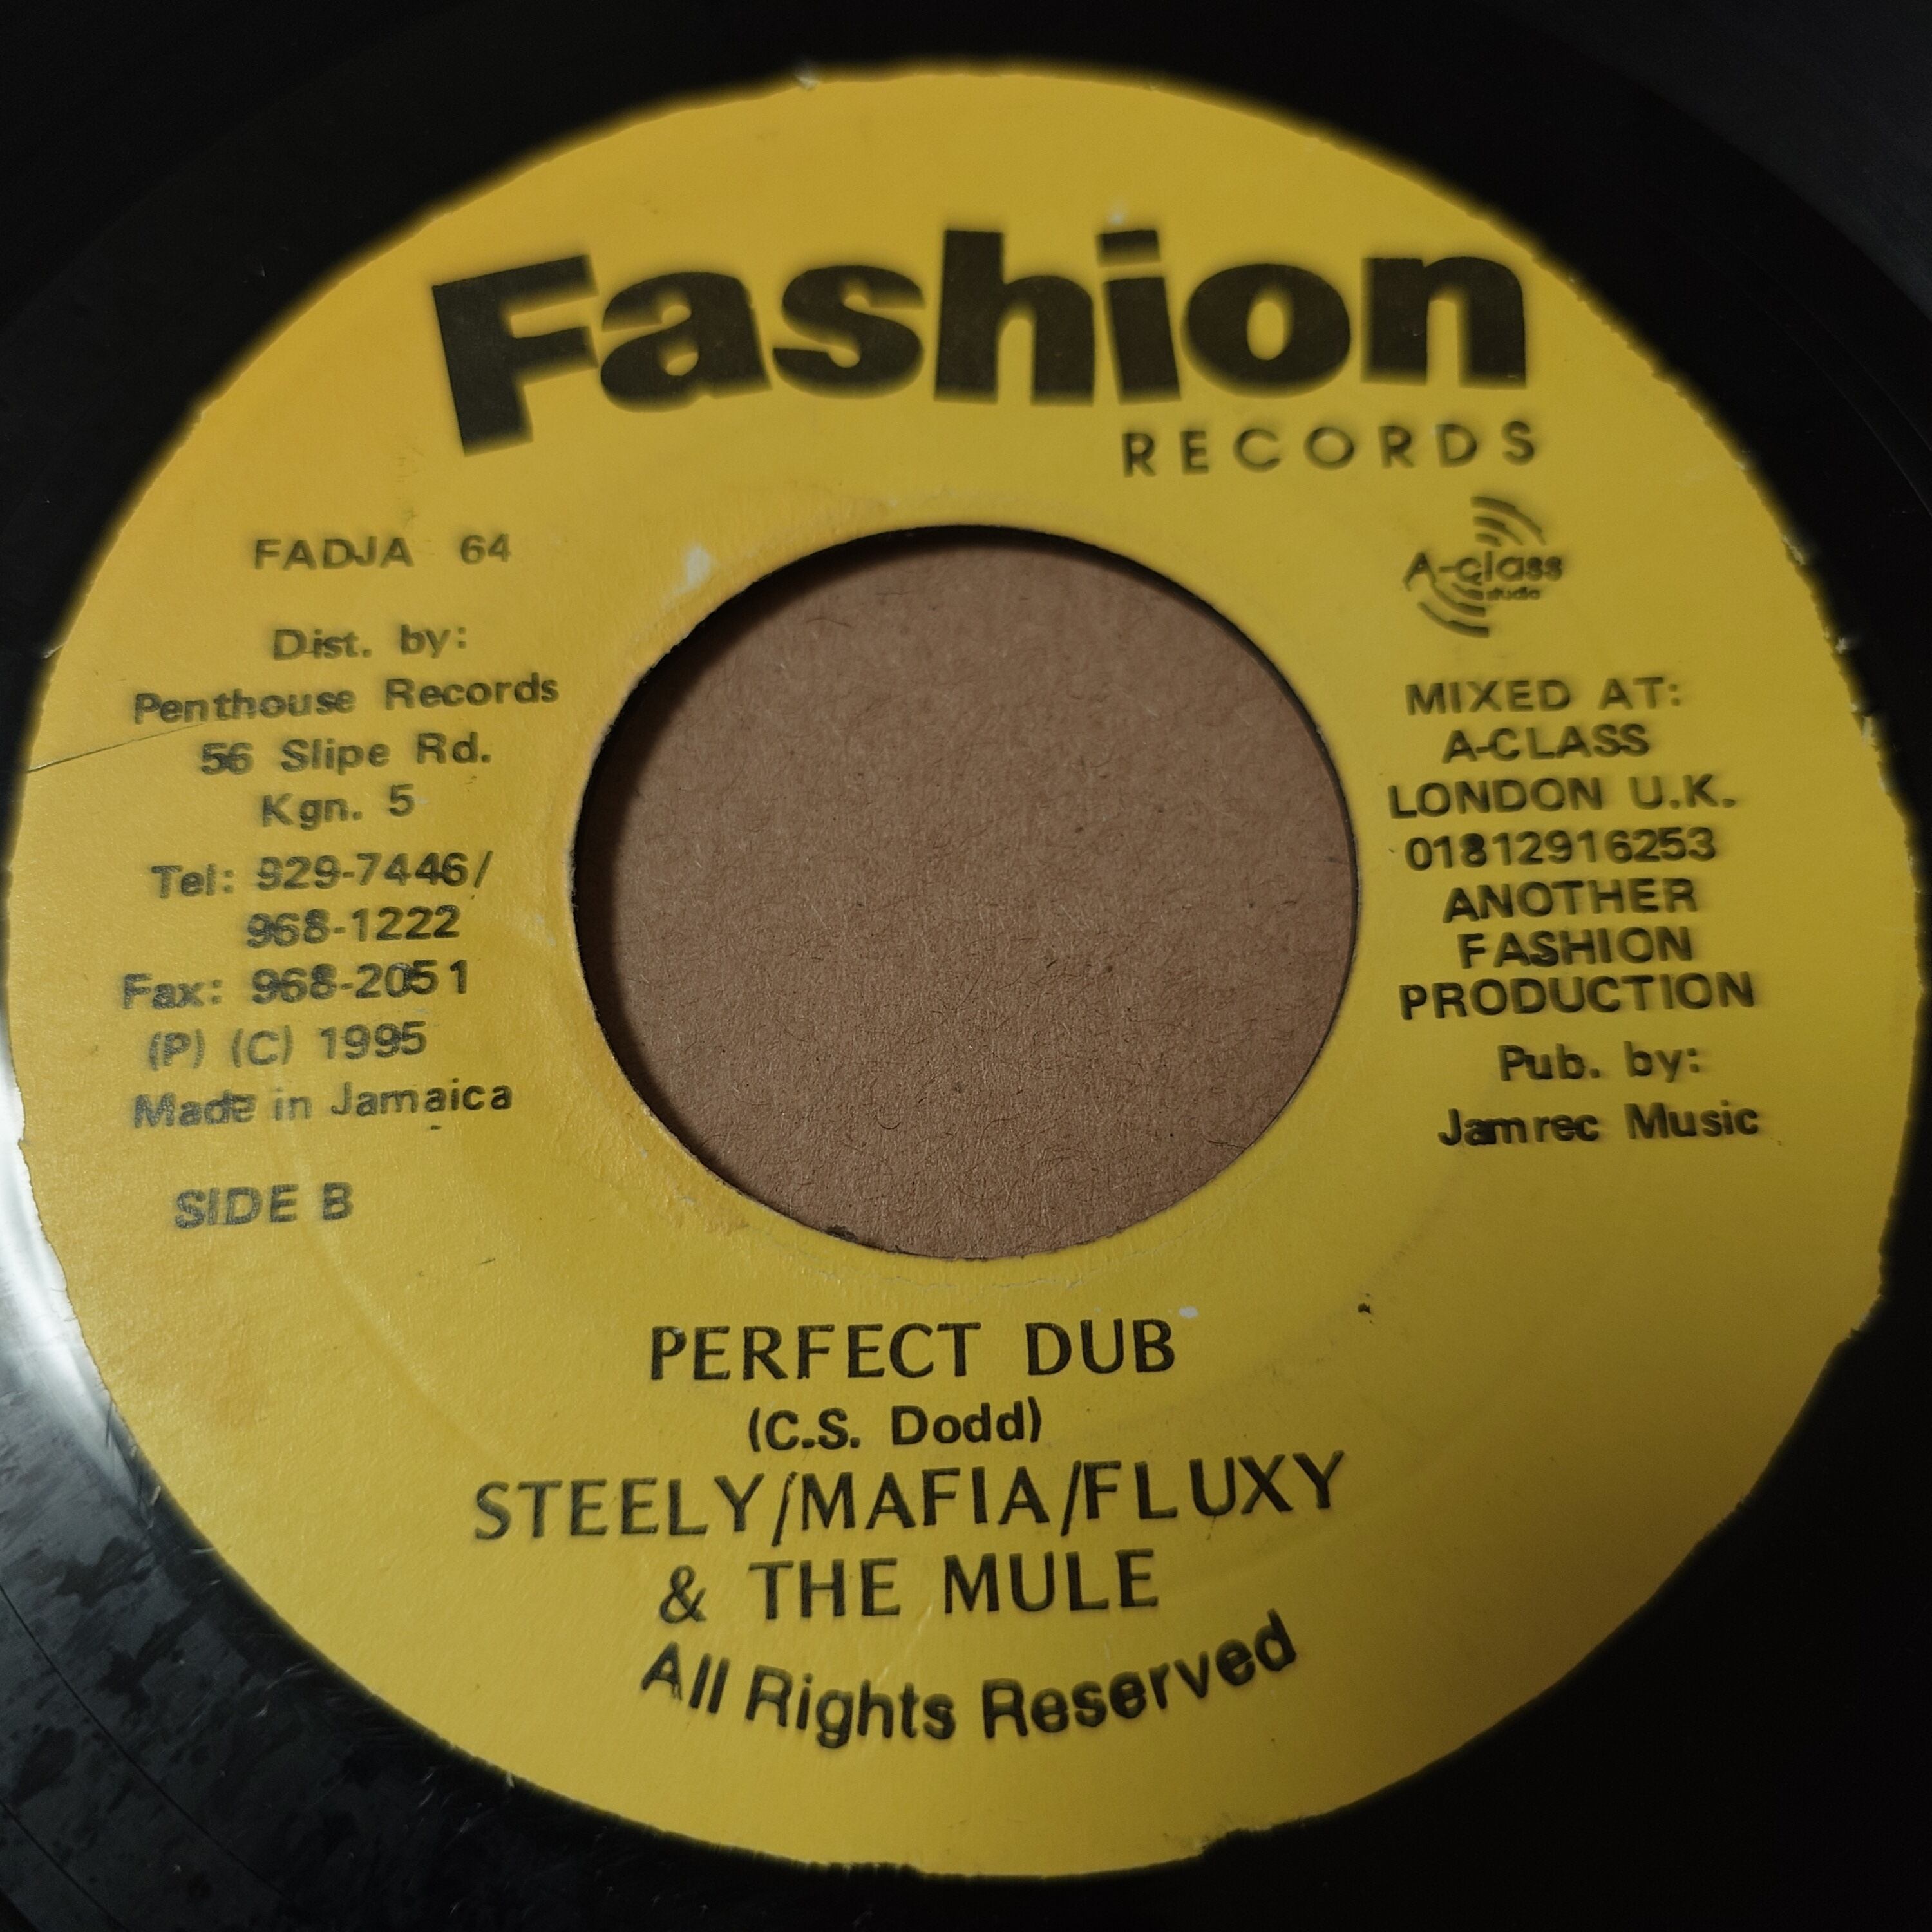 Fashion
RECORDS
FADJA 64
Dist. by:
Penthouse Records
56 Slipe Rd.
Kgn. 5
Tel: 929-7446/
968-1222
Fax: 968-2051
(P) (C) 1995
Made in Jamaica
SIDE B
A-class
studio
MIXED AT:
A-CLASS
LONDON U.K.
01812916253
ANOTHER
FASHION
PRODUCTION
Pub. by:
Jamrec Music
PERFECT DUB
(C.S. Dodd)
STEELY/MAFIA/FLUXY
& THE MULE
All Rights Reserved